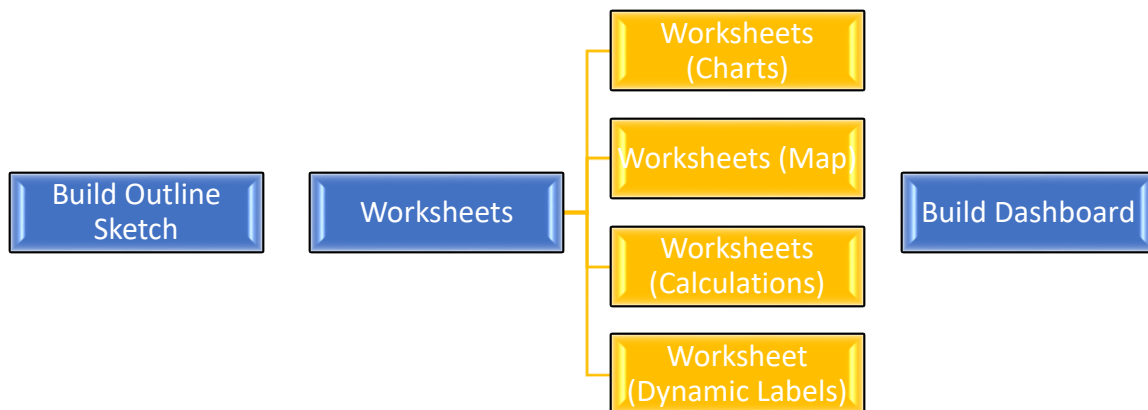 Build Outline
Sketch
Worksheets
Worksheets
(Charts)
Worksheets (Map)
Worksheets
(Calculations)
Worksheet
(Dynamic Labels)
Build Dashboard